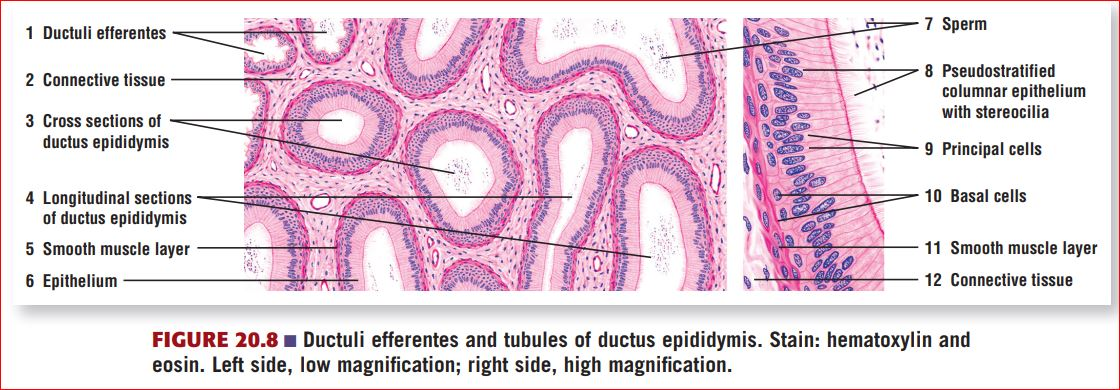 1 Ductuli efferentes
2 Connective tissue
3 Cross sections of
ductus epididymis
4 Longitudinal sections
of ductus epididymis
5 Smooth muscle layer
6 Epithelium
7 Sperm
8 Pseudostratified
columnar epithelium
with stereocilia
9 Principal cells
10 Basal cells
11 Smooth muscle layer
12 Connective tissue
FIGURE 20.8 ■ Ductuli efferentes and tubules of ductus epididymis. Stain: hematoxylin and
eosin. Left side, low magnification; right side, high magnification.